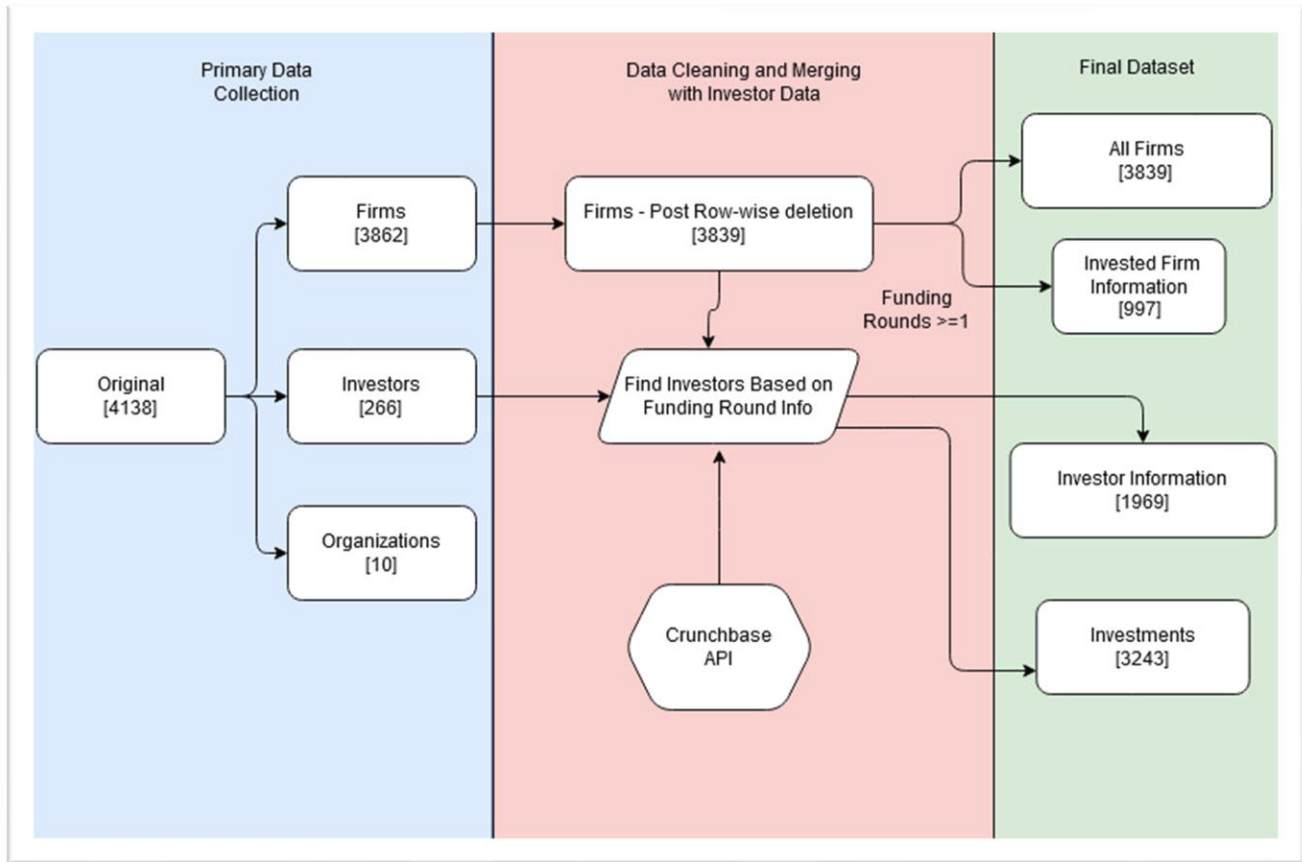 Primary Data
Collection
Data Cleaning and Merging
with Investor Data
Final Dataset
All Firms
[3839]
Firms
[3862]
Firms - Post Row-wise deletion
[3839]
Invested Firm
Information
[997]
Funding
Rounds >=1
Original
[4138]
Investors
[266]
Find Investors Based on
Funding Round Info
Investor Information
[1969]
Organizations
[10]
Crunchbase
API
Investments
[3243]